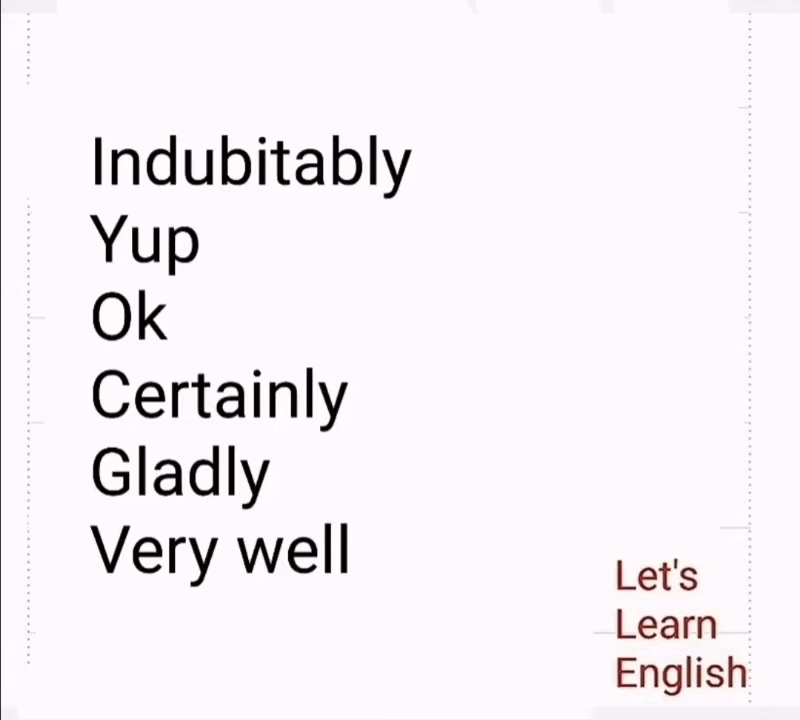 Indubitably
Yup
Ok
Certainly
Gladly
Very well
Let's
Learn
English